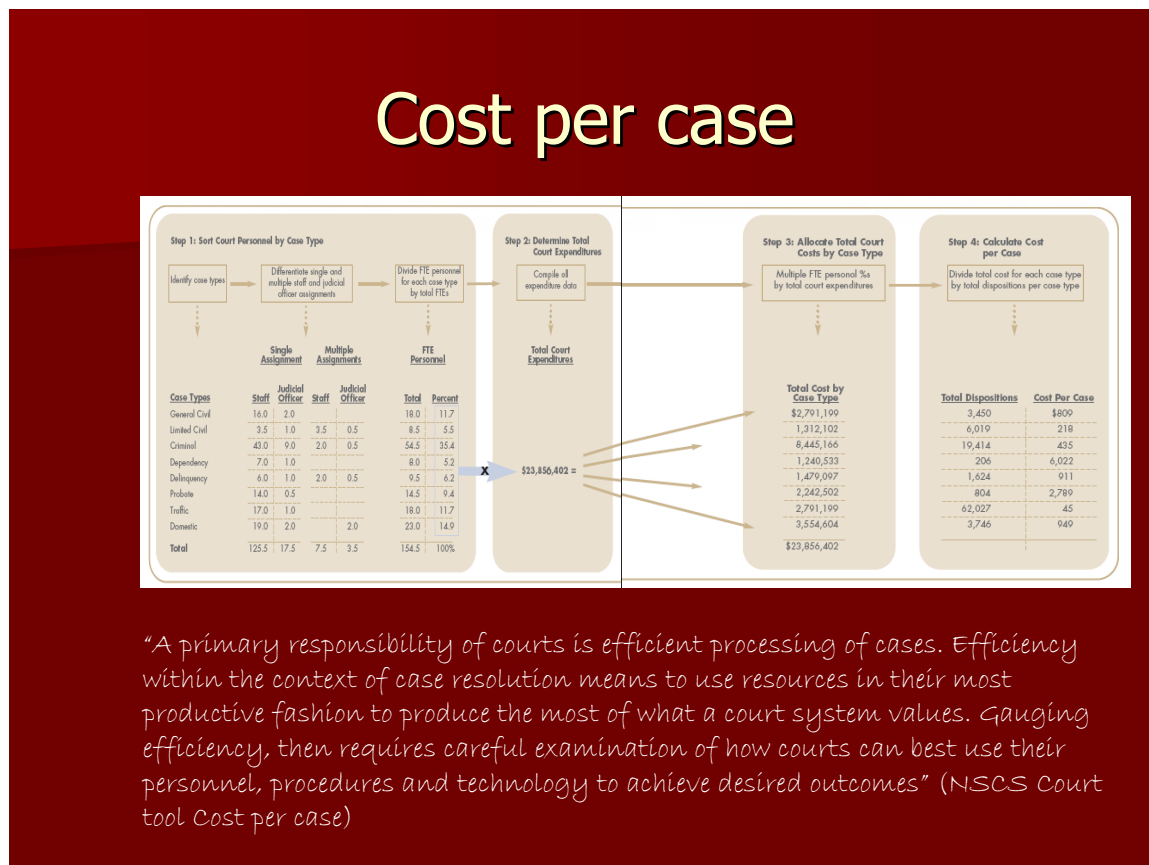 Cost per case
Step 1: Sort Court Personnel by Case Type
Identify case types
Differentiate single and
multiple staff and judicial
officer assignments
Divide FTE personnel
for each case type
by total FTEs
Single
Assignment
Multiple
Assignments
FTE
Personnel
Case Types Staff Judicial Officer Staff Judicial Officer Total Percent
General Civil 16.0 2.0 18.0 11.7
Limited Civil 3.5 1.0 3.5 0.5 8.5 5.5
Criminal 43.0 9.0 2.0 0.5 54.5 35.4
Dependency 7.0 1.0 8.0 5.2
Delinquency 6.0 1.0 2.0 0.5 9.5 6.2
Probate 14.0 0.5 14.5 9.4
Traffic 17.0 1.0 18.0 11.7
Domestic 19.0 2.0 2.0 23.0 14.9
Total 125.5 17.5 7.5 3.5 154.5 100%
X
Step 2: Determine Total
Court Expenditures
Compile all
expenditure data
Total Court
Expenditures
$23,856,402 =
Step 3: Allocate Total Court
Costs by Case Type
Multiple FTE personal %s
by total court expenditures
Total Cost by
Case Type
$2,791,199
1,312,102
8,445,166
1,240,533
1,479,097
2,242,502
2,791,199
3,554,604
$23,856,402
Step 4: Calculate Cost
per Case
Divide total cost for each case type
by total dispositions per case type
Total Dispositions Cost Per Case
3,450 $809
6,019 218
19,414 435
206 6,022
1,624 911
804 2,789
62,027 45
3,746 949
“A primary responsibility of courts is efficient processing of cases. Efficiency
within the context of case resolution means to use resources in their most
productive fashion to produce the most of what a court system values. Gauging
efficiency, then requires careful examination of how courts can best use their
personnel, procedures and technology to achieve desired outcomes” (NSCS Court
tool Cost per case)